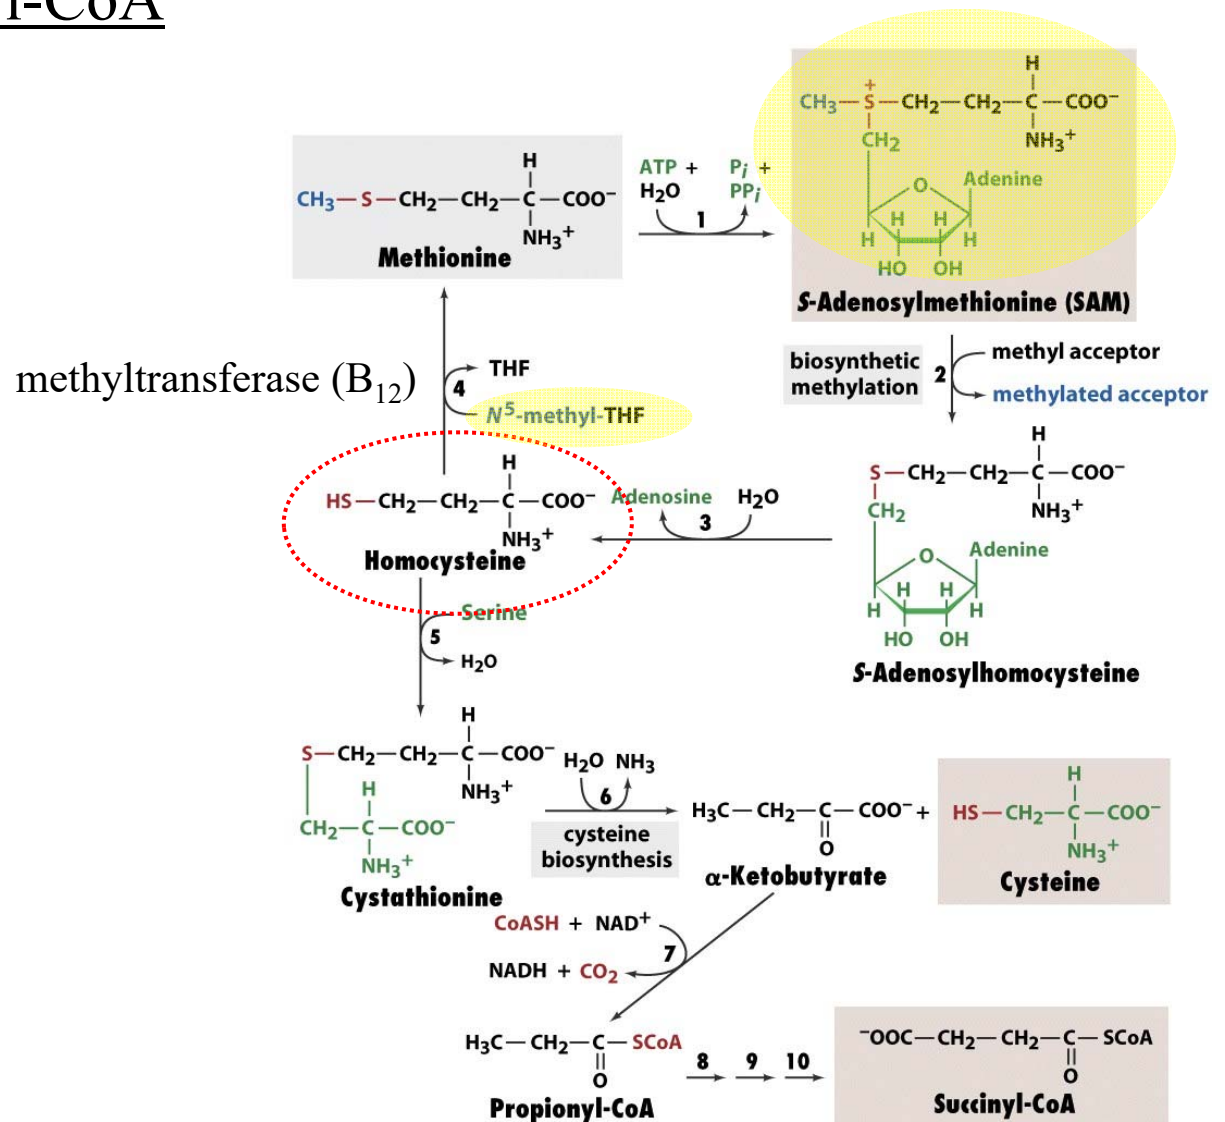 l-CoA
H
CH₃—S⁺—CH₂—CH₂—C—COO⁻
CH₂ NH₃⁺
O Adenine
H H
H H
HO OH
S-Adenosylmethionine (SAM)
H
CH₃—S—CH₂—CH₂—C—COO⁻
NH₃⁺
Methionine
ATP + Pi +
H₂O PPi
1
methyltransferase (B₁₂)
4
THF
N⁵-methyl-THF
biosynthetic
methylation
2
methyl acceptor
methylated acceptor
H
HS—CH₂—CH₂—C—COO⁻
NH₃⁺
Homocysteine
Adenosine H₂O
3
H
S—CH₂—CH₂—C—COO⁻
CH₂ NH₃⁺
O Adenine
H H
H H
HO OH
S-Adenosylhomocysteine
Serine
5
H₂O
H
S—CH₂—CH₂—C—COO⁻
H NH₃⁺
CH₂—C—COO⁻
NH₃⁺
Cystathionine
H₂O NH₃
6
cysteine
biosynthesis
H₃C—CH₂—C—COO⁻ +
O
α-Ketobutyrate
H
HS—CH₂—C—COO⁻
NH₃⁺
Cysteine
CoASH + NAD⁺
7
NADH + CO₂
H₃C—CH₂—C—SCoA
O
Propionyl-CoA
8 9 10
⁻OOC—CH₂—CH₂—C—SCoA
O
Succinyl-CoA